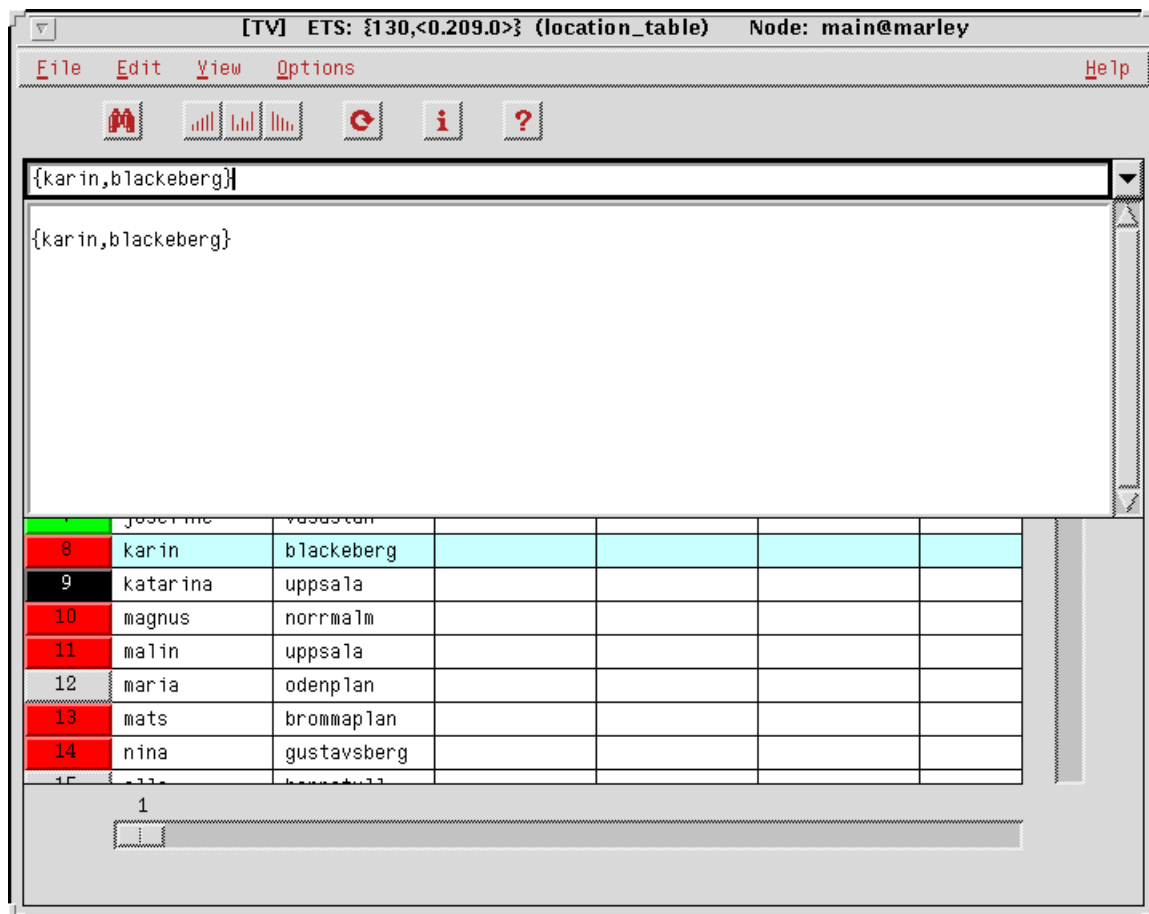 [TV] ETS: {130,<0.209.0>} (location_table) Node: main@marley
File Edit View Options Help
{karin,blackeberg}
{karin,blackeberg}
8 karin blackeberg
9 katarina uppsala
10 magnus norrmalm
11 malin uppsala
12 maria odenplan
13 mats brommaplan
14 nina gustavsberg
1